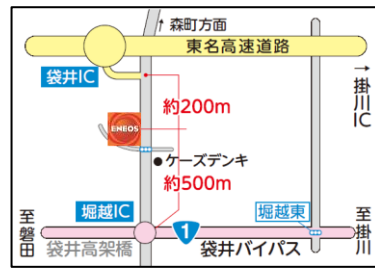 ↗森町方面
東名高速道路
袋井IC
→
掛川IC
約200m
ENEOS
●ケーズデンキ
約500m
至磐田
堀越IC
1
堀越東
至掛川
袋井高架橋
袋井バイパス